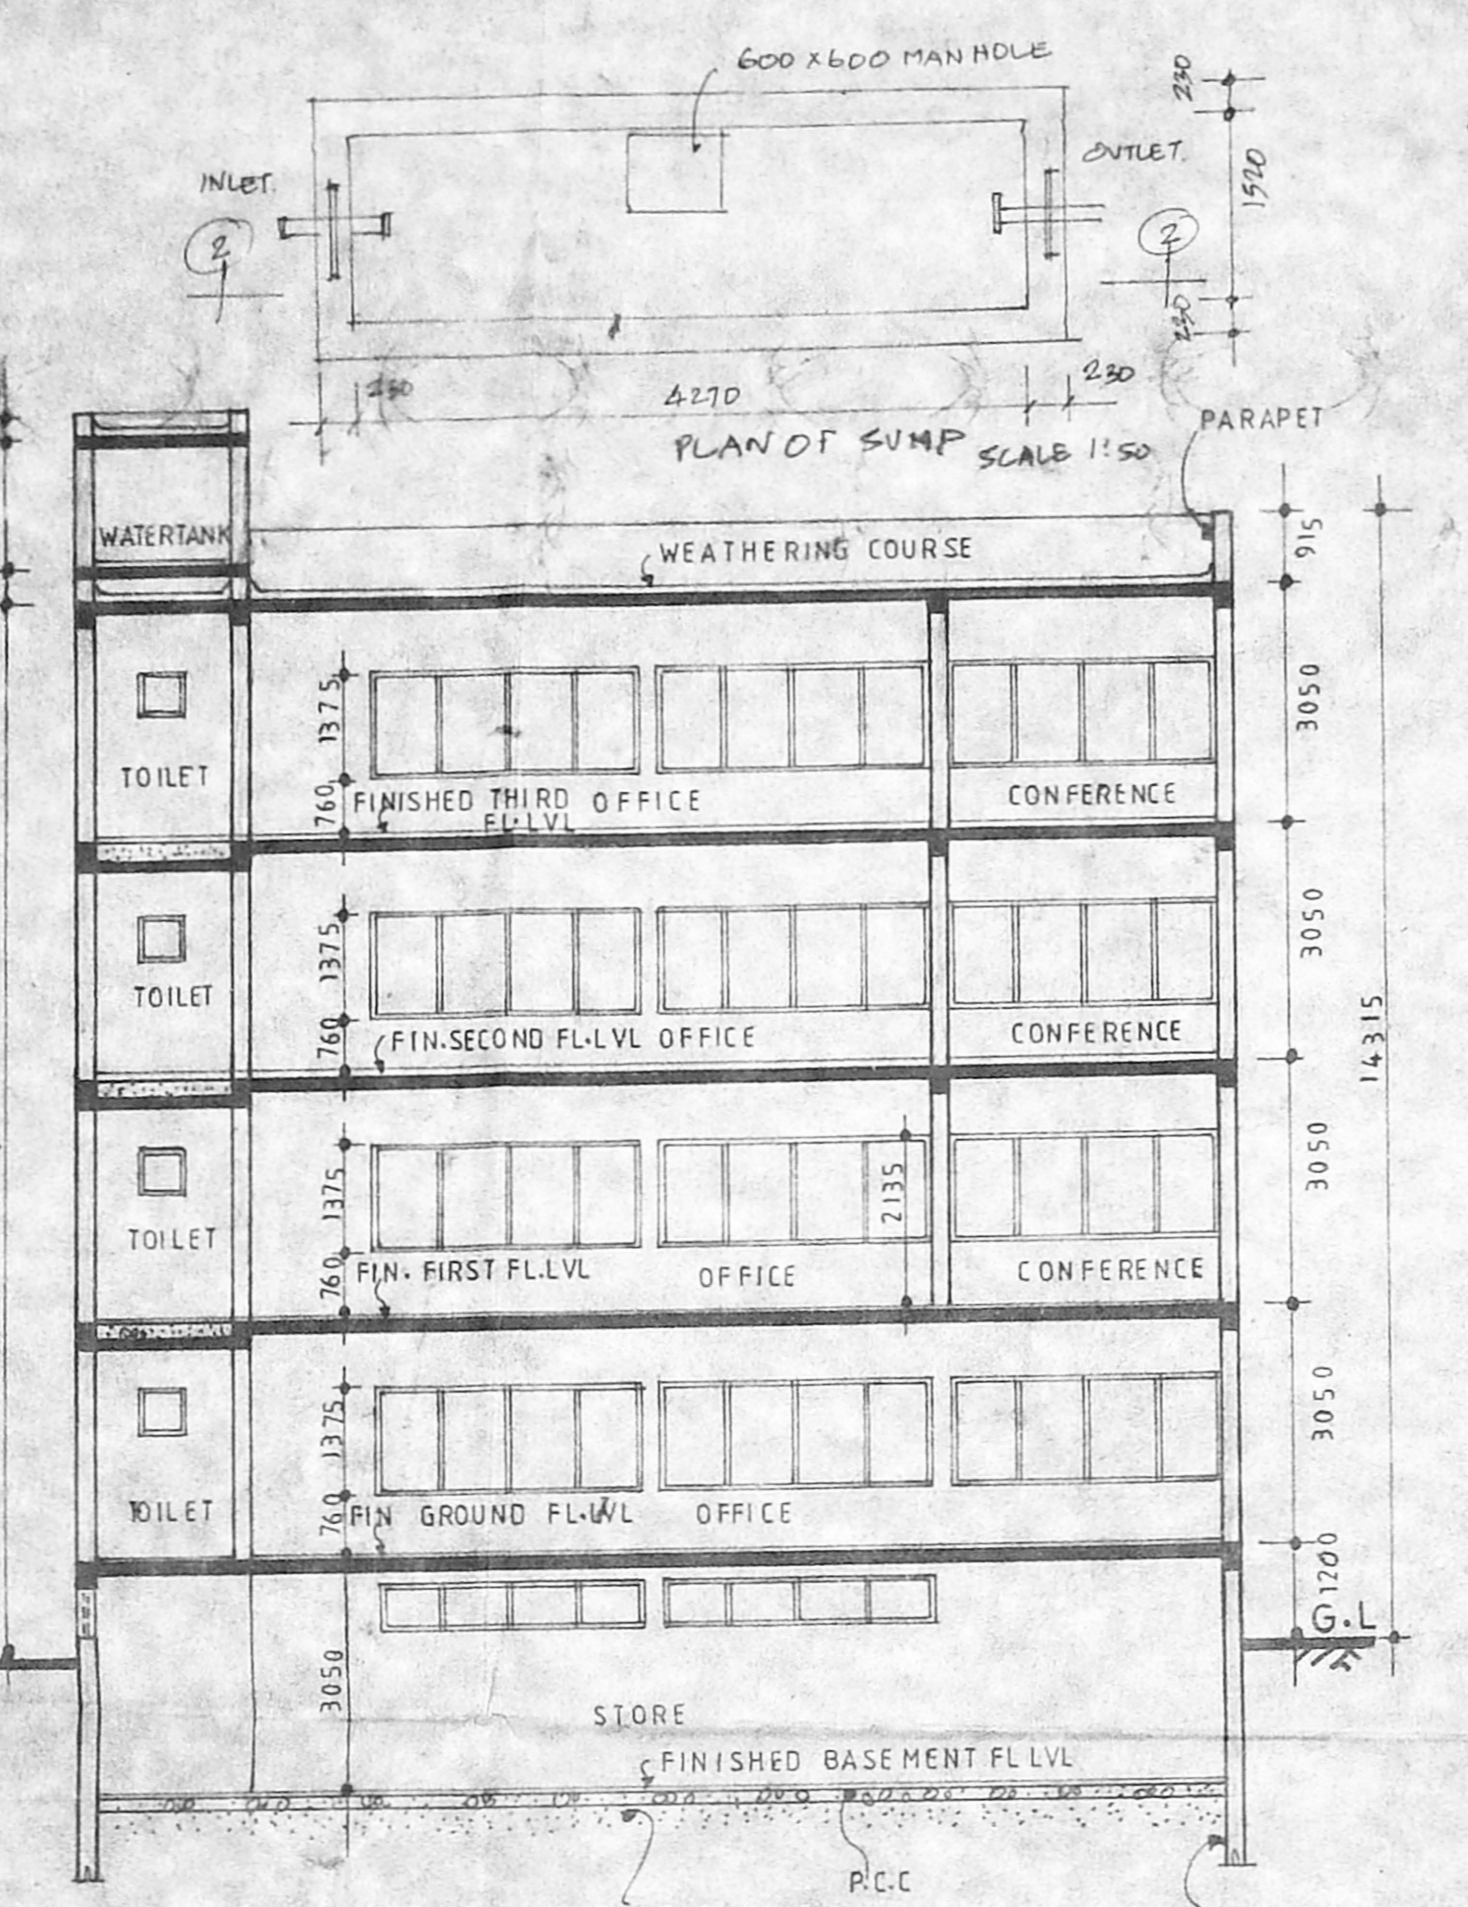 600 X 600 MAN HOLE
230
INLET.
OUTLET.
1520
2
2
230
230
4270
230
PLAN OF SUMP SCALE 1:50
PARAPET
WATERTANK
WEATHERING COURSE
915
1375
3050
TOILET
760
FINISHED THIRD OFFICE
FL.LVL
CONFERENCE
1375
3050
TOILET
760
FIN.SECOND FL.LVL OFFICE
CONFERENCE
14315
1375
2135
3050
TOILET
760
FIN. FIRST FL.LVL
OFFICE
CONFERENCE
1375
3050
TOILET
760
FIN GROUND FL.LVL
OFFICE
1200
G.L
3050
STORE
FINISHED BASEMENT FL LVL
P.C.C